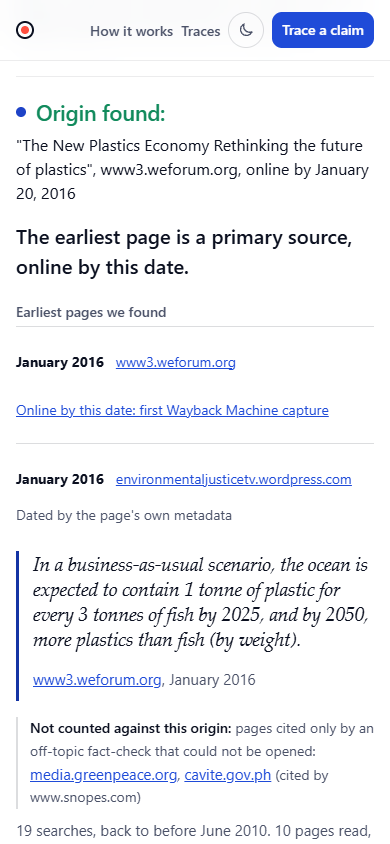 How it works Traces Trace a claim
Origin found:
"The New Plastics Economy Rethinking the future
of plastics", www3.weforum.org, online by January
20, 2016
The earliest page is a primary source,
online by this date.
Earliest pages we found
January 2016 www3.weforum.org
Online by this date: first Wayback Machine capture
January 2016 environmentaljusticetv.wordpress.com
Dated by the page's own metadata
In a business-as-usual scenario, the ocean is
expected to contain 1 tonne of plastic for
every 3 tonnes of fish by 2025, and by 2050,
more plastics than fish (by weight).
www3.weforum.org, January 2016
Not counted against this origin: pages cited only by an
off-topic fact-check that could not be opened:
media.greenpeace.org, cavite.gov.ph (cited by
www.snopes.com)
19 searches, back to before June 2010. 10 pages read,